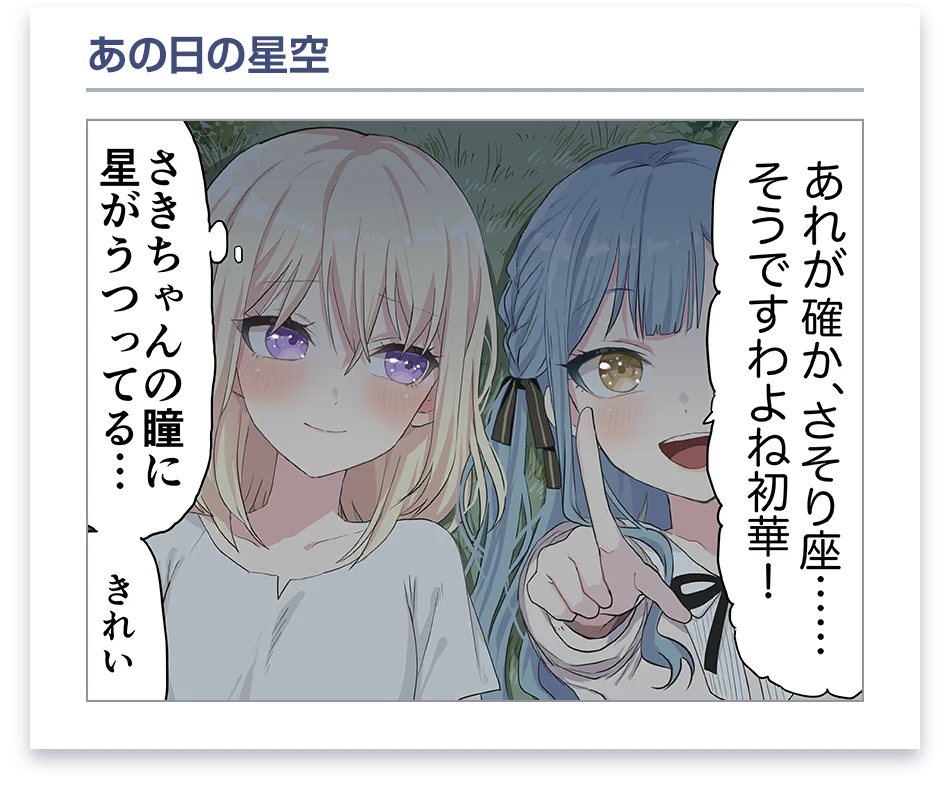 あの日の星空
あれが確か、さそり座……
そうですわよね初華!
さきちゃんの瞳に
星がうつってる…
きれい